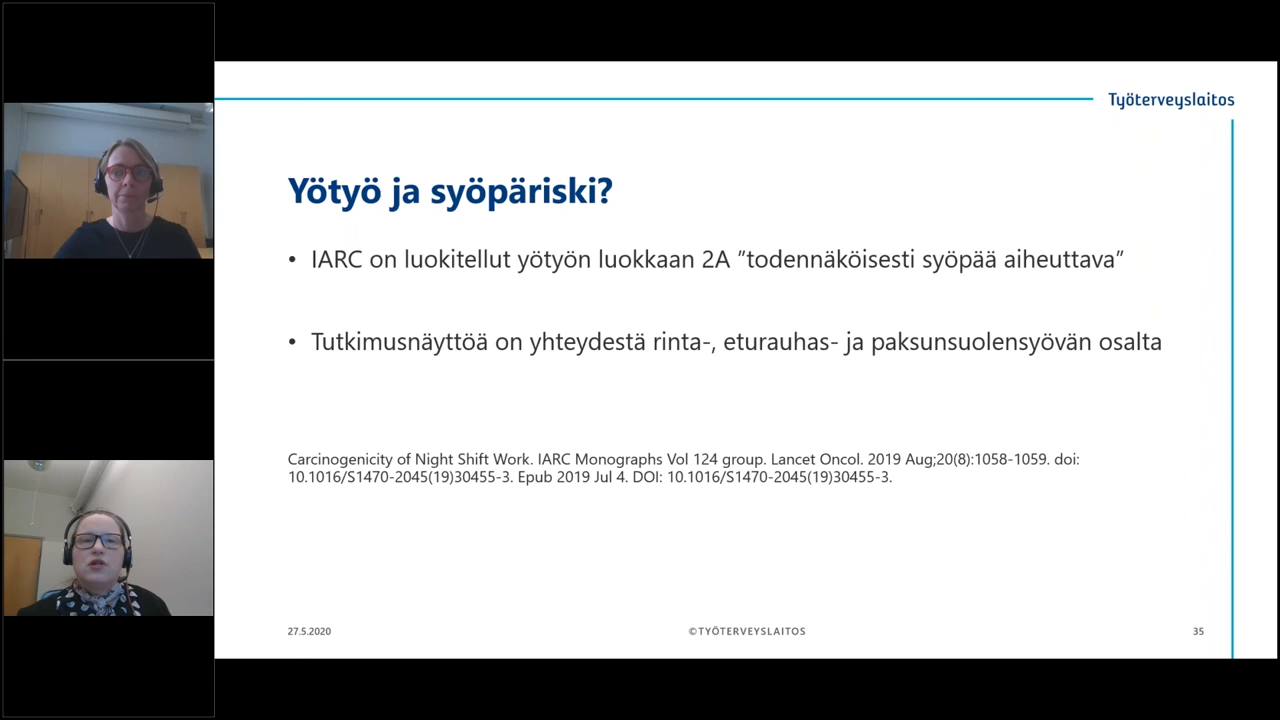 Työterveyslaitos
Yötyö ja syöpäriski?
• IARC on luokitellut yötyön luokkaan 2A ”todennäköisesti syöpää aiheuttava”
• Tutkimusnäyttöä on yhteydestä rinta-, eturauhas- ja paksunsuolensyövän osalta
Carcinogenicity of Night Shift Work. IARC Monographs Vol 124 group. Lancet Oncol. 2019 Aug;20(8):1058-1059. doi:
10.1016/S1470-2045(19)30455-3. Epub 2019 Jul 4. DOI: 10.1016/S1470-2045(19)30455-3.
27.5.2020
©TYÖTERVEYSLAITOS
35